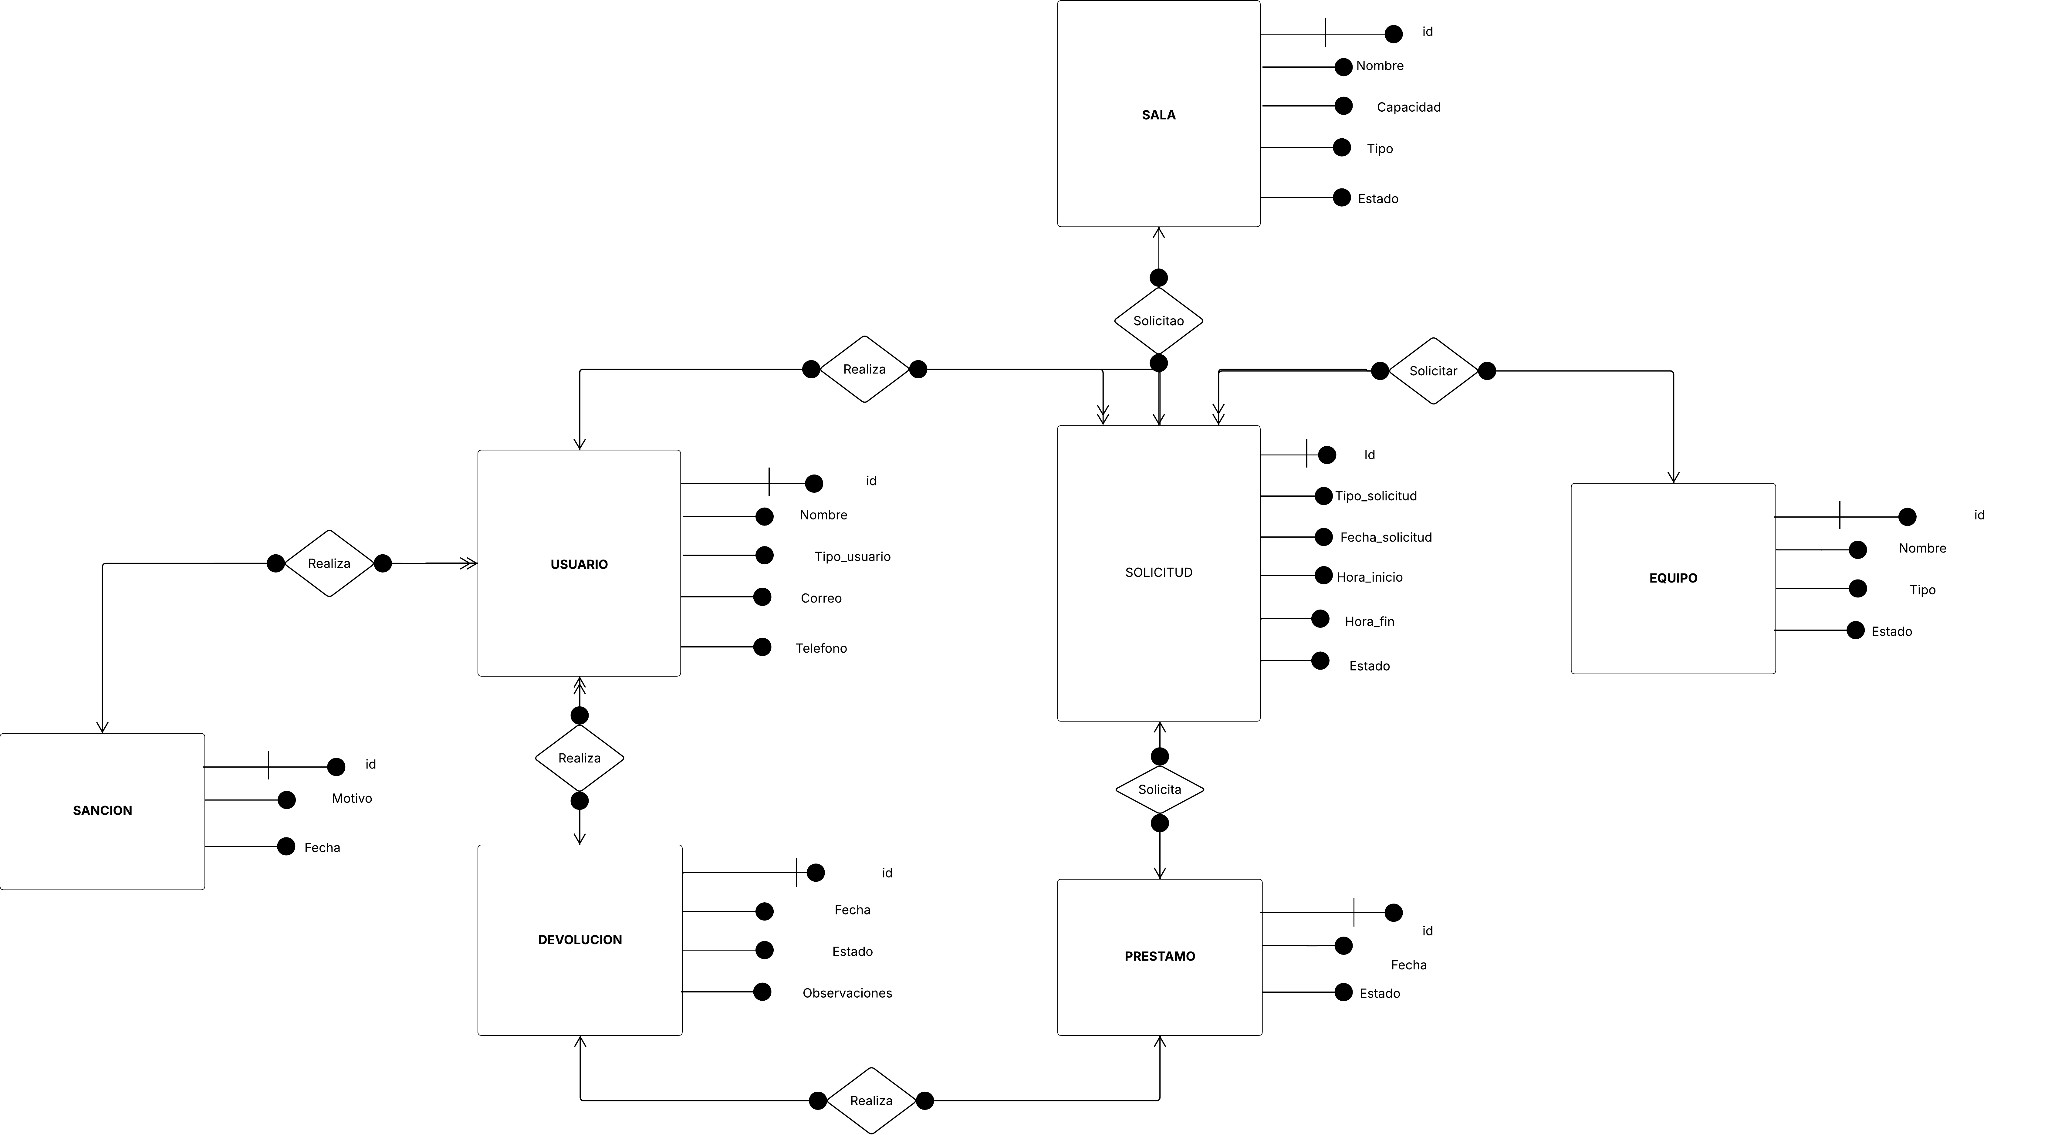 SALA
id
Nombre
Capacidad
Tipo
Estado
Solicitao
Realiza
Solicitar
USUARIO
id
Nombre
Tipo_usuario
Correo
Telefono
SOLICITUD
Id
Tipo_solicitud
Fecha_solicitud
Hora_inicio
Hora_fin
Estado
EQUIPO
id
Nombre
Tipo
Estado
Realiza
SANCION
id
Motivo
Fecha
Realiza
Solicita
DEVOLUCION
id
Fecha
Estado
Observaciones
PRESTAMO
id
Fecha
Estado
Realiza